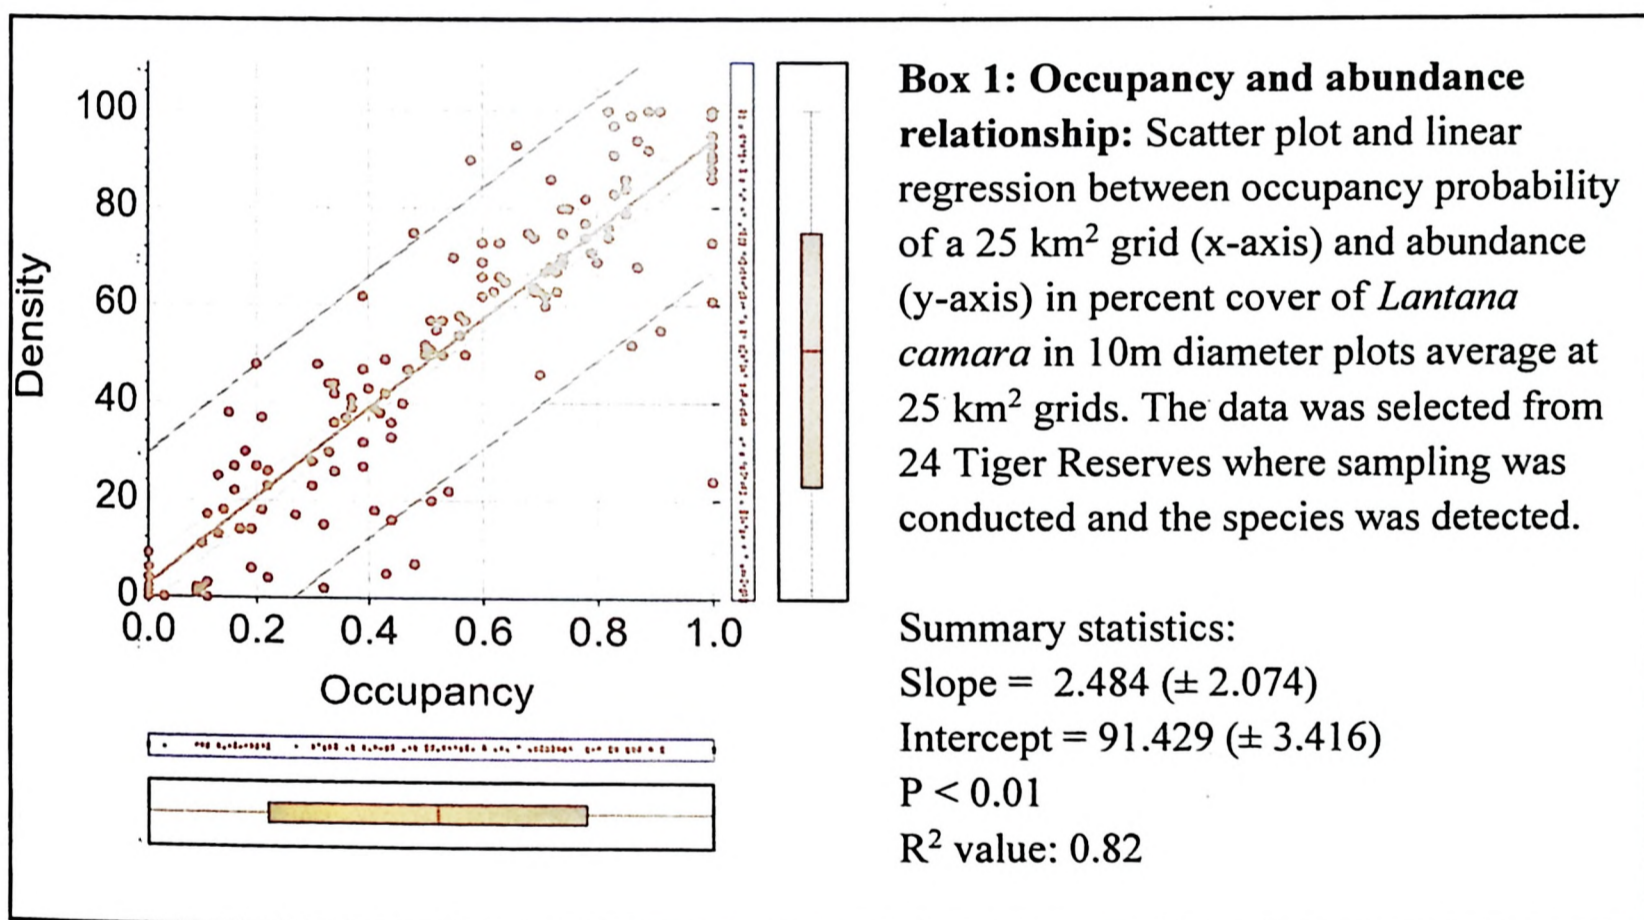 100
80
60
40
20
0
Density
0.0 0.2 0.4 0.6 0.8 1.0
Occupancy
Box 1: Occupancy and abundance
relationship: Scatter plot and linear
regression between occupancy probability
of a 25 km² grid (x-axis) and abundance
(y-axis) in percent cover of Lantana
camara in 10m diameter plots average at
25 km² grids. The data was selected from
24 Tiger Reserves where sampling was
conducted and the species was detected.
Summary statistics:
Slope = 2.484 (± 2.074)
Intercept = 91.429 (± 3.416)
P < 0.01
R² value: 0.82